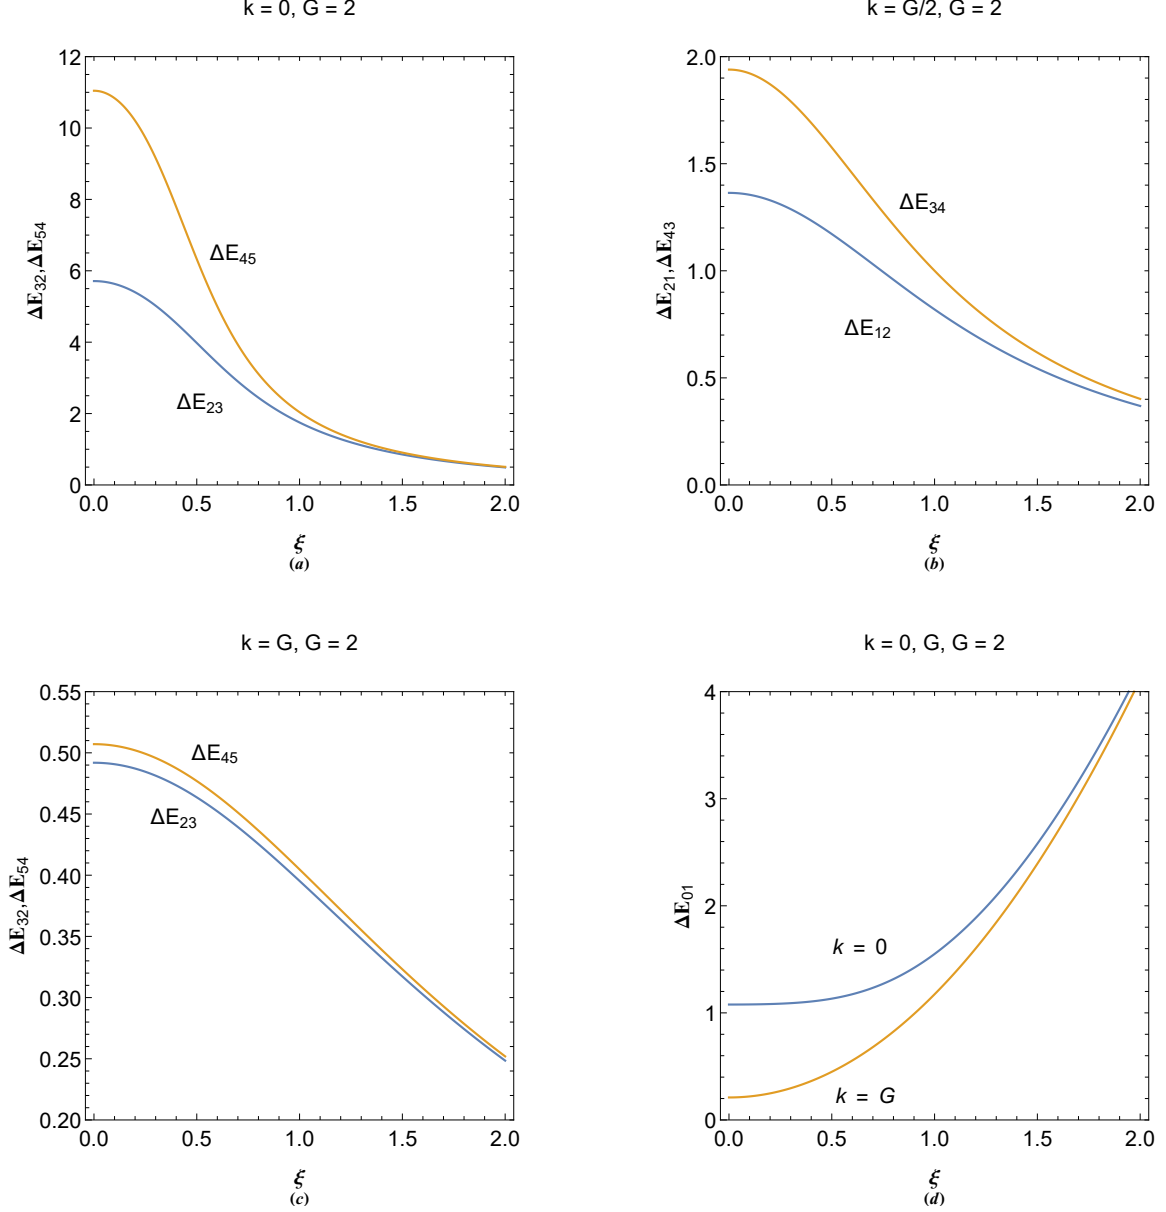 k = 0, G = 2
12
10
8
6
4
2
0
ΔE32,ΔE54
ΔE45
ΔE23
0.0 0.5 1.0 1.5 2.0
ξ
(a)
k = G/2, G = 2
2.0
1.5
1.0
0.5
0.0
ΔE21,ΔE43
ΔE34
ΔE12
0.0 0.5 1.0 1.5 2.0
ξ
(b)
k = G, G = 2
0.55
0.50
0.45
0.40
0.35
0.30
0.25
0.20
ΔE32,ΔE54
ΔE45
ΔE23
0.0 0.5 1.0 1.5 2.0
ξ
(c)
k = 0, G, G = 2
4
3
2
1
0
ΔE01
k = 0
k = G
0.0 0.5 1.0 1.5 2.0
ξ
(d)